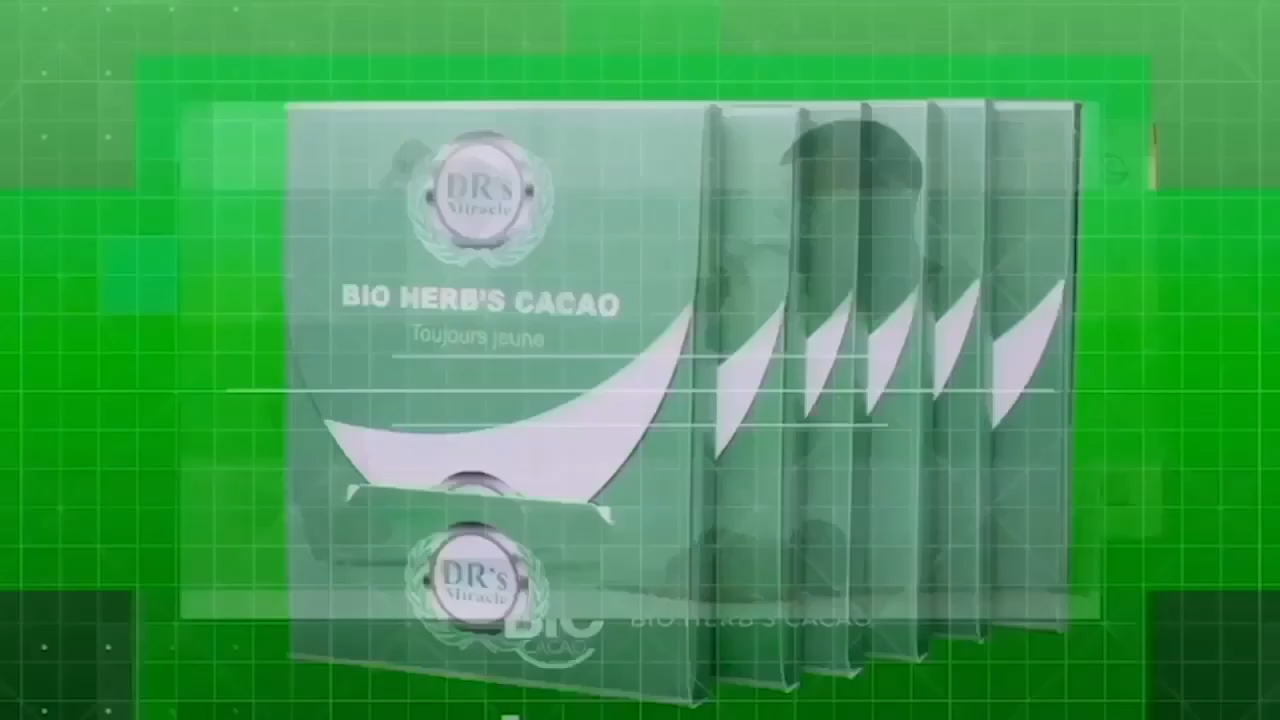 DR's
Miracle
BIO HERB'S CACAO
Toujours jeune
DR's
Miracle
BIO
CACAO
BIO HERB'S CACAO